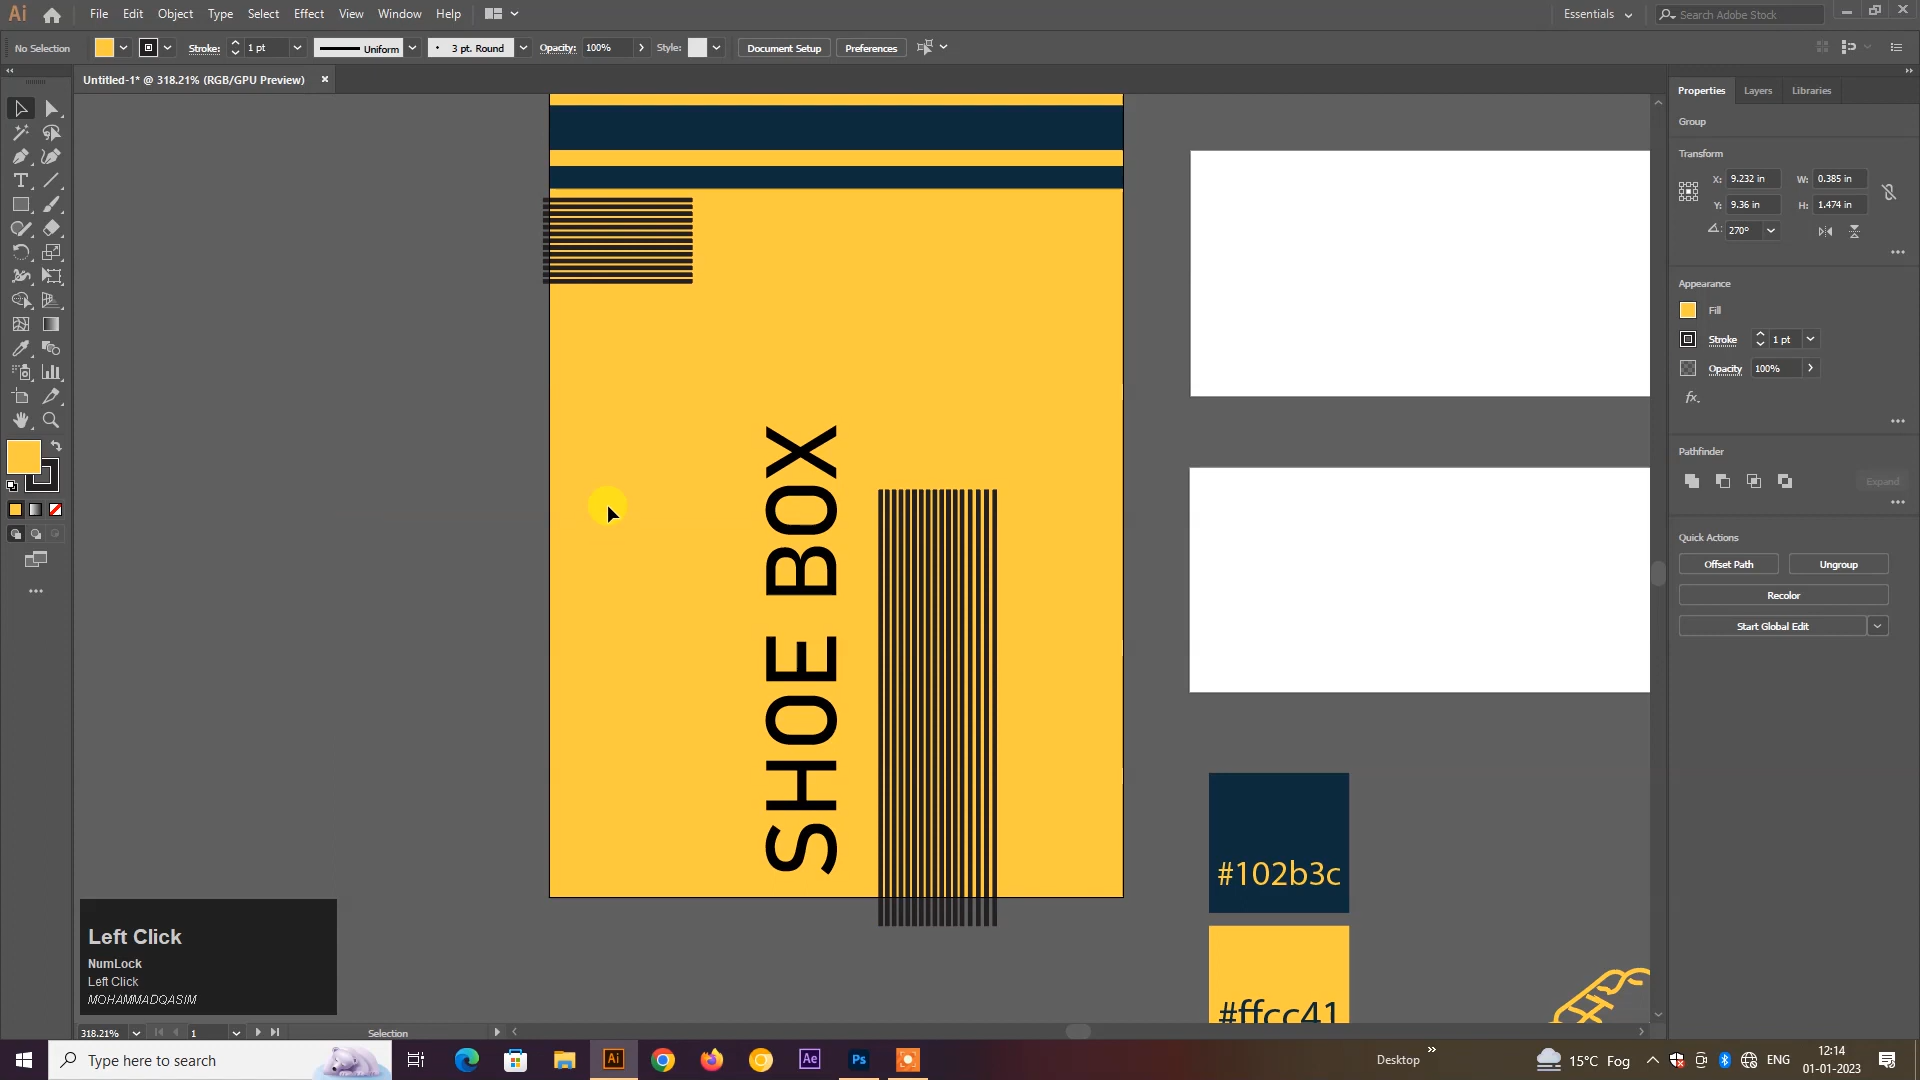 Ai File Edit Object Type Select Effect View Window Help Essentials Search Adobe Stock
No Selection Stroke: 1 pt Uniform 3 pt. Round Opacity: 100% Style: Document Setup Preferences
Untitled-1* @ 318.21% (RGB/GPU Preview)
Properties Layers Libraries
Group
Transform
X: 9.232 in W: 0.385 in
Y: 9.36 in H: 1.474 in
270°
Appearance
Fill
Stroke 1 pt
Opacity 100%
fx.
Pathfinder
Expand
Quick Actions
Offset Path Ungroup
Recolor
Start Global Edit
SHOE BOX
#102b3c
#ffcc41
Left Click
NumLock
Left Click
MOHAMMADQASIM
318.21% 1 Selection
Type here to search Ai Ae Ps Desktop 15°C Fog ENG 12:14
01-01-2023